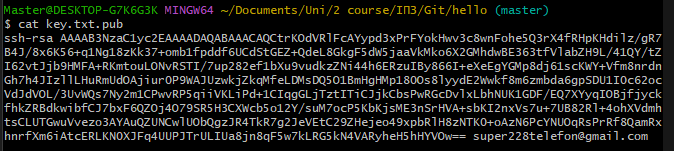 Master@DESKTOP-G7K6G3K MINGW64 ~/Documents/Uni/2 course/ІПЗ/Git/hello (master)
$ cat key.txt.pub
ssh-rsa AAAAB3NzaC1yc2EAAAADAQABAAACAQCtrKOdVRlFcAYypd3xPrFYokHwv3c8wnFohe5Q3rX4fRHpKHdilz/gR7
B4J/8x6K56+q1Ng18zKk37+omb1fpddf6UCdStGEZ+QdeL8GkgF5dW5jaaVkMko6X2GMhdwBE363tfVlabZH9L/41QY/tZ
I62vtJjb9HMFA+RKmtouLONvRSTI/7up282ef1bXu9vudkzZNi44h6ERzuIBy866I+eXeEgYGMp8dj61scKWY+Vfm8nrdn
Gh7h4JIzllLHuRmUdOAjiurOP9WAJUzwkjZkqMfeLDMsDQ5O1BmHgHMp18OOs8lyydE2Wwkf8m6zmbda6gpSDU1IOc62oc
VdJdVOL/3UvWQs7Ny2m1CPwvRP5qiiVKLiPd+1CIqgGLjTztITiCJjkCbsPwRGcDvlxLbhNUK1GDF/EQ7XYyqIOBjfjyck
fhkZRBdkwibfCJ7bxF6QZOj4O79SR5H3CXWcb5o12Y/suM7ocP5KbKjsME3nSrHVA+sbKI2nxVs7u+7UB82Rl+4ohXVdmh
tsCLUTGwuVvezo3AYAuQZUNCwlUObQgzJR4TkR7g2JeVEtC29ZHejeo49xpbRlH8zNTKO+oAzN6PcYNUOqRsPrRf8QamRx
hnrfXm6iAtcERLKNOXJFq4UUPJTrULIUa8jn8qF5w7kLRG5kN4VARyheH5hHYVOw== super228telefon@gmail.com